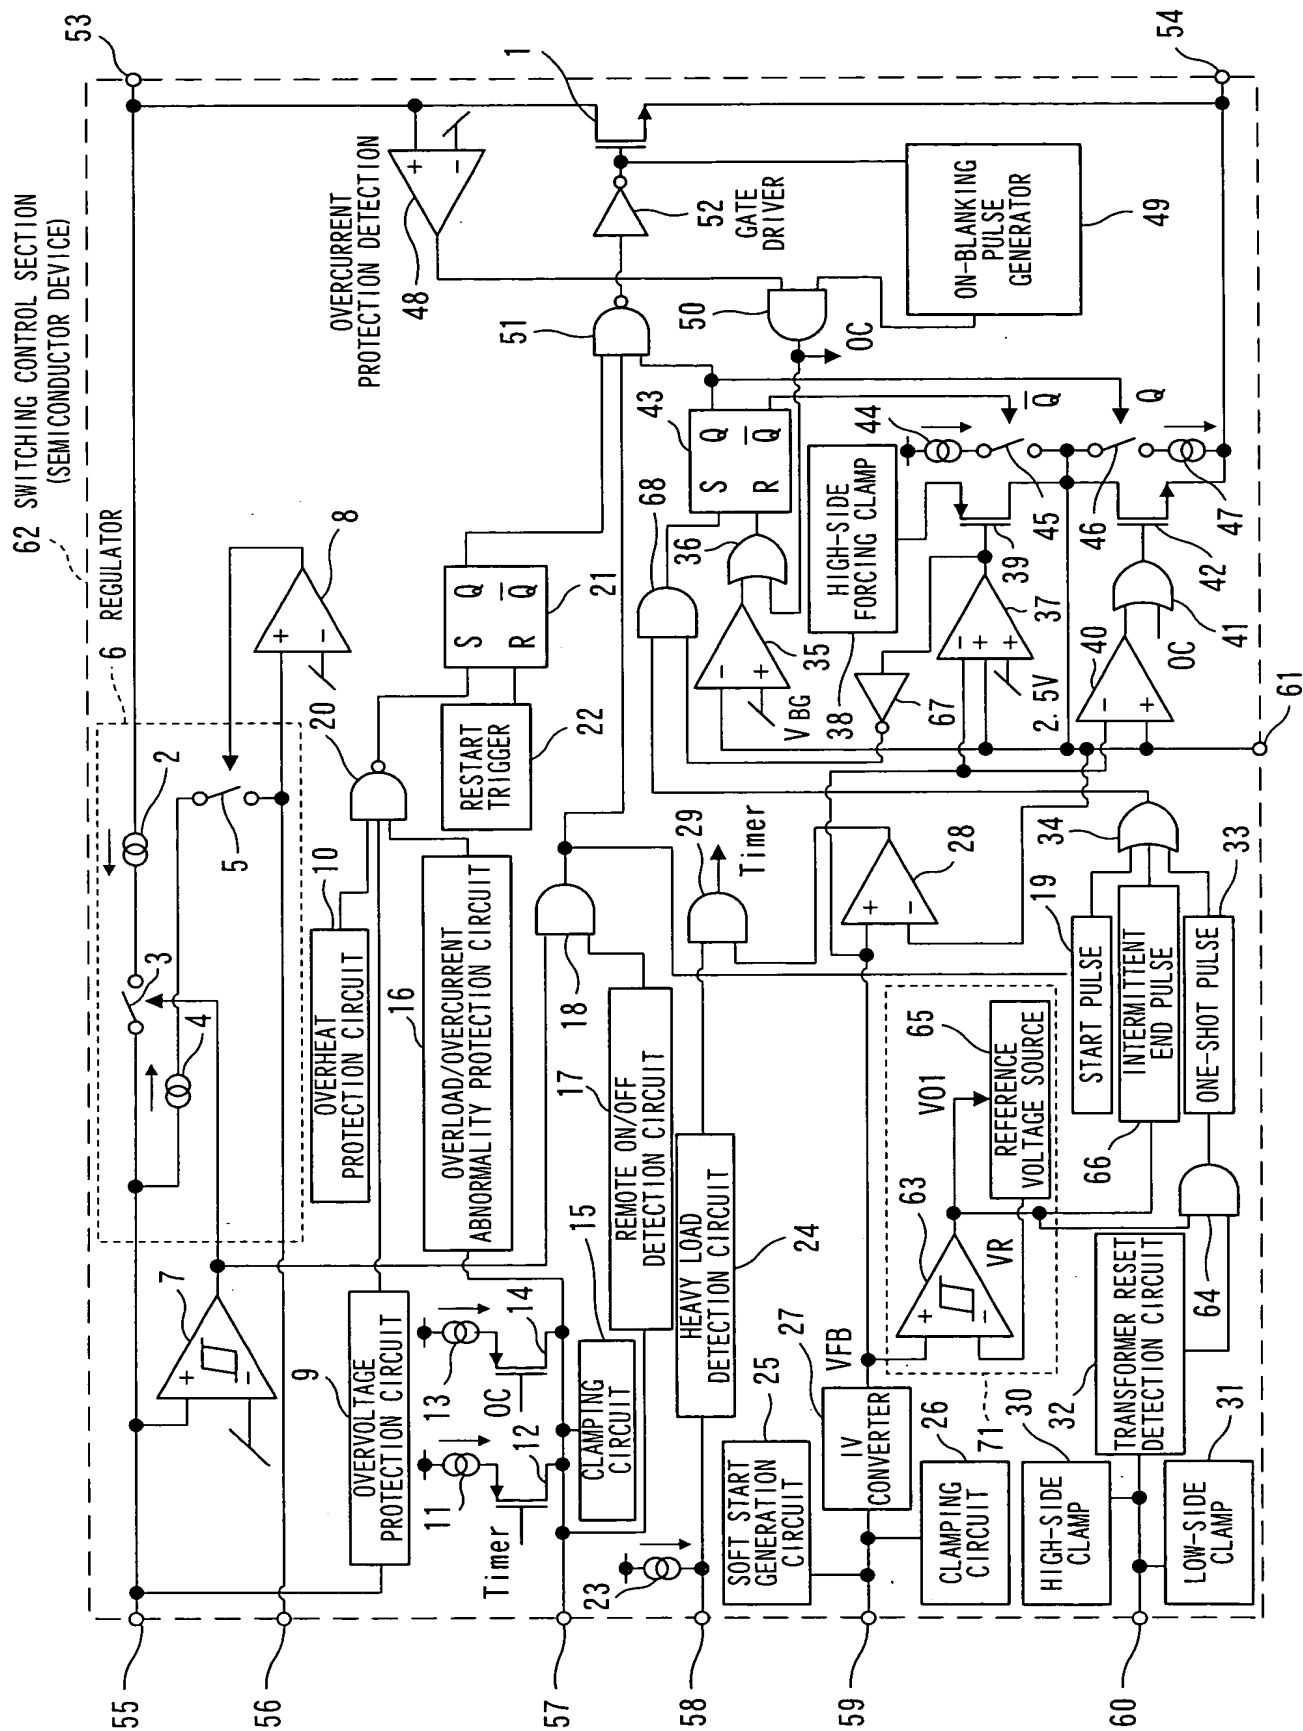 62 SWITCHING CONTROL SECTION
(SEMICONDUCTOR DEVICE)
6 REGULATOR
53
54
1
2
3
4
5
7
+
-
8
+
-
9
OVERVOLTAGE
PROTECTION CIRCUIT
10
OVERHEAT
PROTECTION CIRCUIT
20
S Q
R Q
21
RESTART
TRIGGER
22
16
OVERLOAD/OVERCURRENT
ABNORMALITY PROTECTION CIRCUIT
11
12
Timer
13
14
OC
15
CLAMPING
CIRCUIT
17
REMOTE ON/OFF
DETECTION CIRCUIT
18
OVERCURRENT
PROTECTION DETECTION
48
+
-
51
52
GATE
DRIVER
50
OC
ON-BLANKING
PULSE
GENERATOR
49
43
S Q
R Q
68
36
35
-
+
V BG
HIGH-SIDE
FORCING CLAMP
38
67
37
-
+
+
39
2.5V
44
45
Q
46
Q
47
42
41
OC
40
-
+
61
23
HEAVY LOAD
DETECTION CIRCUIT
24
29
Timer
28
+
-
SOFT START
GENERATION
CIRCUIT
25
27
IV
CONVERTER
VFB
CLAMPING
CIRCUIT
26
71
63
+
-
VO1
VR
65
REFERENCE
VOLTAGE SOURCE
19
START PULSE
INTERMITTENT
END PULSE
66
ONE-SHOT PULSE
33
34
64
30
HIGH-SIDE
CLAMP
32
TRANSFORMER RESET
DETECTION CIRCUIT
31
LOW-SIDE
CLAMP
55
56
57
58
59
60